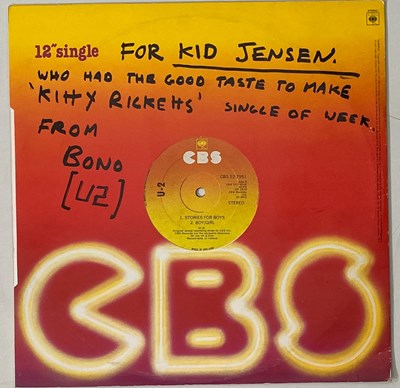 12" single FOR KID JENSEN.
WHO HAD THE GOOD TASTE TO MAKE
'KITTY RICKETTS' SINGLE OF WEEK
FROM
BONO
[U2]
CBS
U-2
STEREO
1. STORIES FOR BOYS
2. BOY/GIRL
CBS